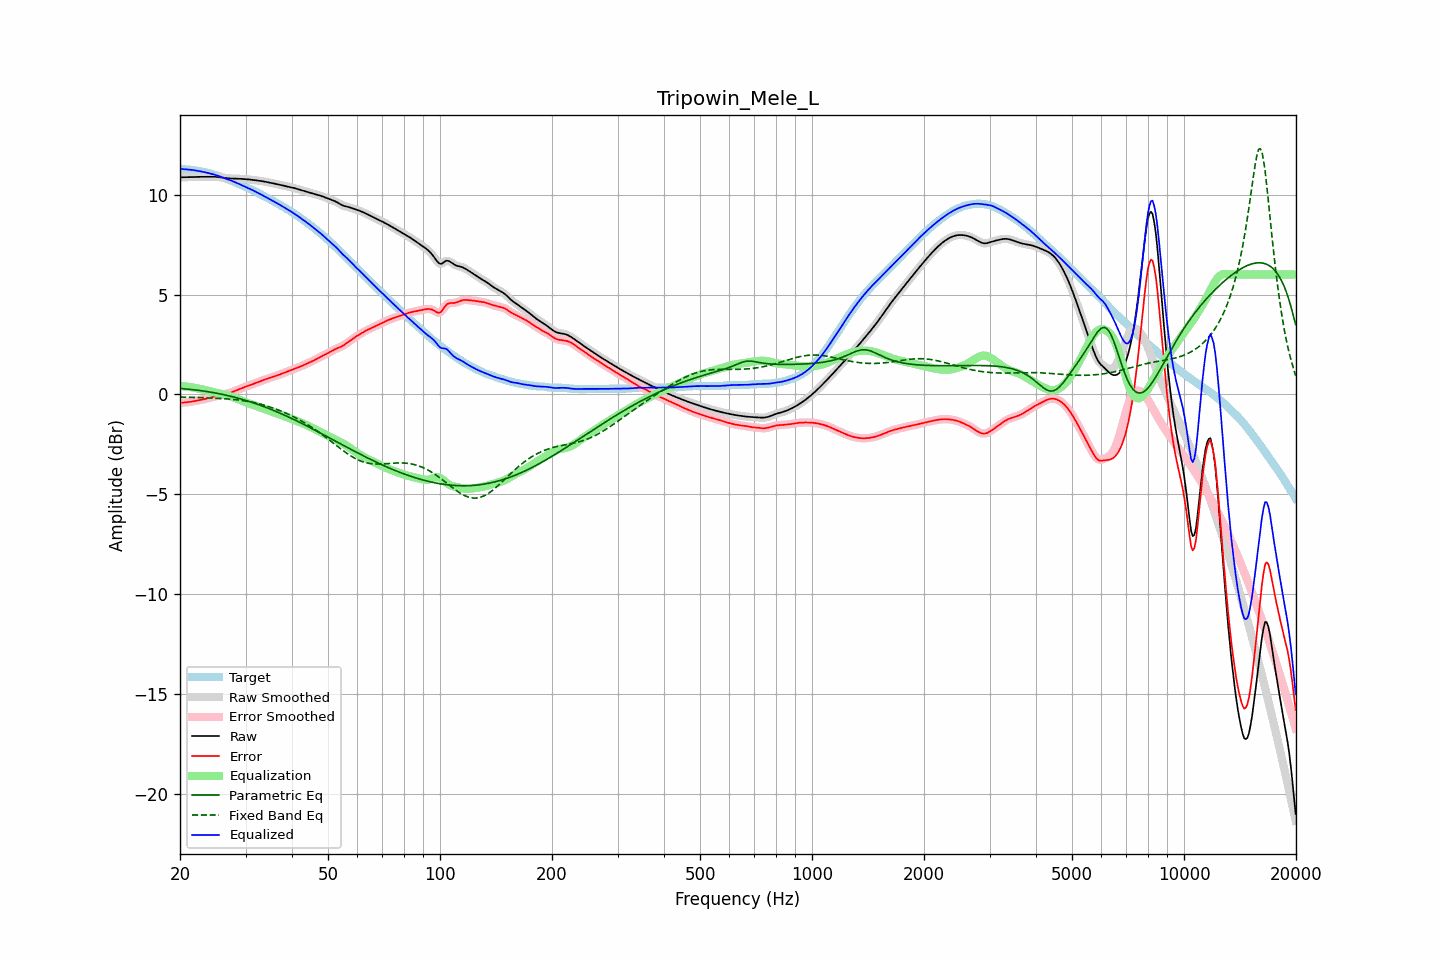 Tripowin_Mele_L
Amplitude (dBr)
10
5
0
−5
−10
−15
−20
Target
Raw Smoothed
Error Smoothed
Raw
Error
Equalization
Parametric Eq
Fixed Band Eq
Equalized
20 50 100 200 500 1000 2000 5000 10000 20000
Frequency (Hz)